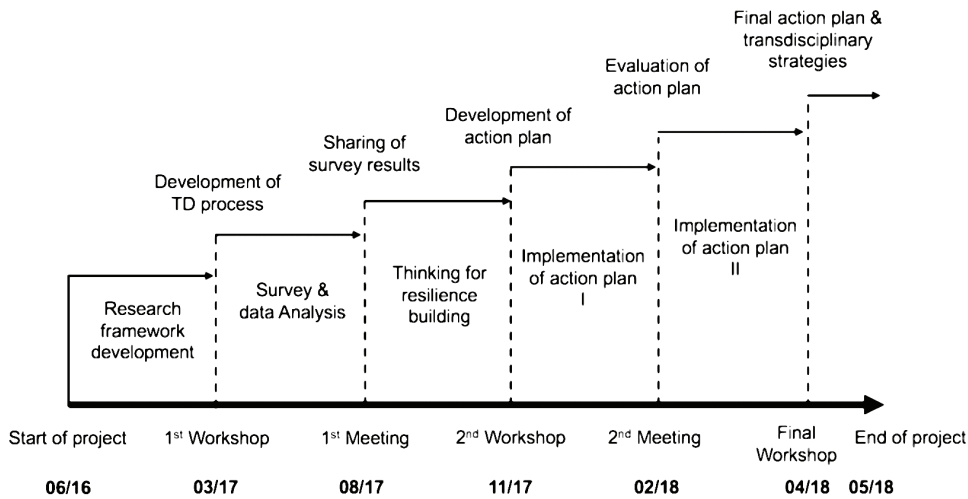 Final action plan &
transdisciplinary
strategies
Evaluation of
action plan
Development of
action plan
Sharing of
survey results
Development of
TD process
Implementation
of action plan
II
Implementation
of action plan
I
Thinking for
resilience
building
Survey &
data Analysis
Research
framework
development
Start of project
1st Workshop
1st Meeting
2nd Workshop
2nd Meeting
Final
Workshop
End of project
06/16
03/17
08/17
11/17
02/18
04/18
05/18